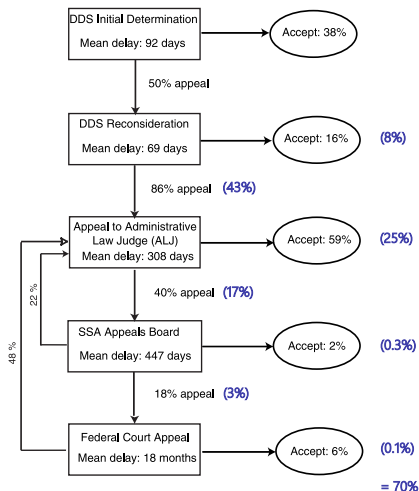 DDS Initial Determination
Mean delay: 92 days
Accept: 38%
50% appeal
DDS Reconsideration
Mean delay: 69 days
Accept: 16%
(8%)
86% appeal (43%)
Appeal to Administrative
Law Judge (ALJ)
Mean delay: 308 days
Accept: 59%
(25%)
22 %
48 %
40% appeal (17%)
SSA Appeals Board
Mean delay: 447 days
Accept: 2%
(0.3%)
18% appeal (3%)
Federal Court Appeal
Mean delay: 18 months
Accept: 6%
(0.1%)
= 70%